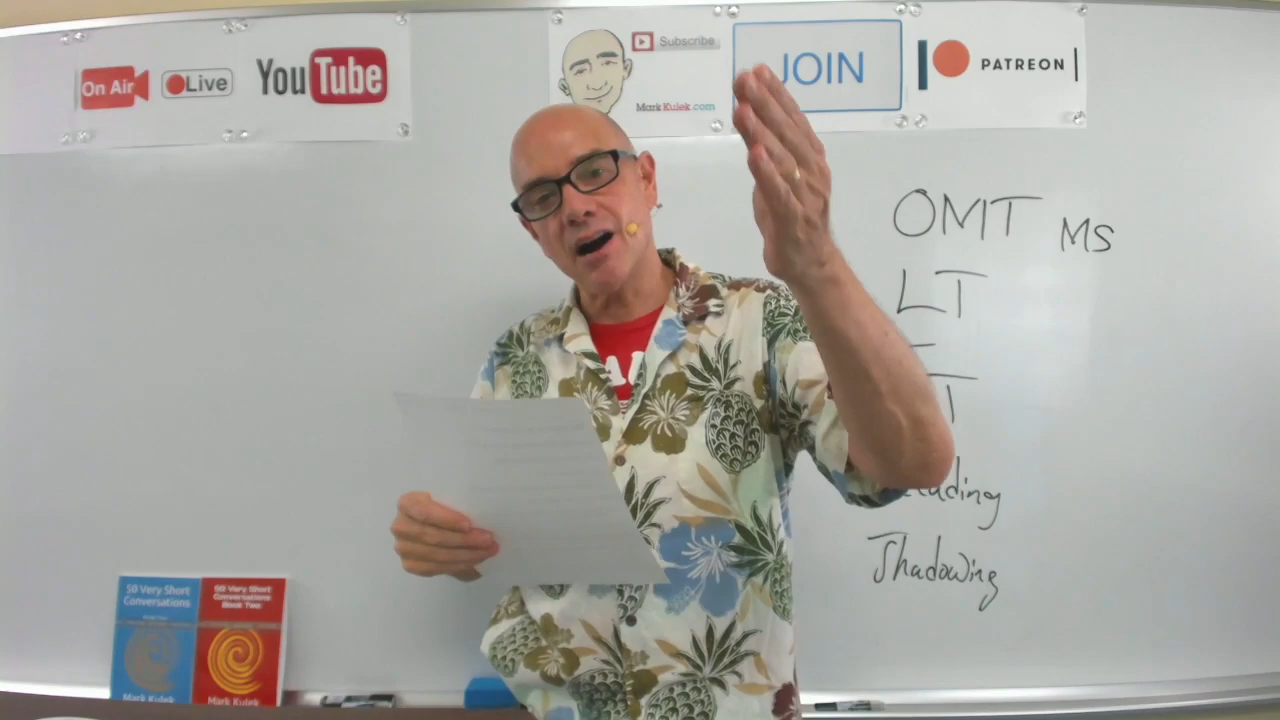 On Air
Live
YouTube
Subscribe
MarkKulek.com
JOIN
PATREON
OMT MS
LT
Shadowing
50 Very Short
Conversations
Mark Kulek
50 Very Short
Conversations
Book Two
Mark Kulek